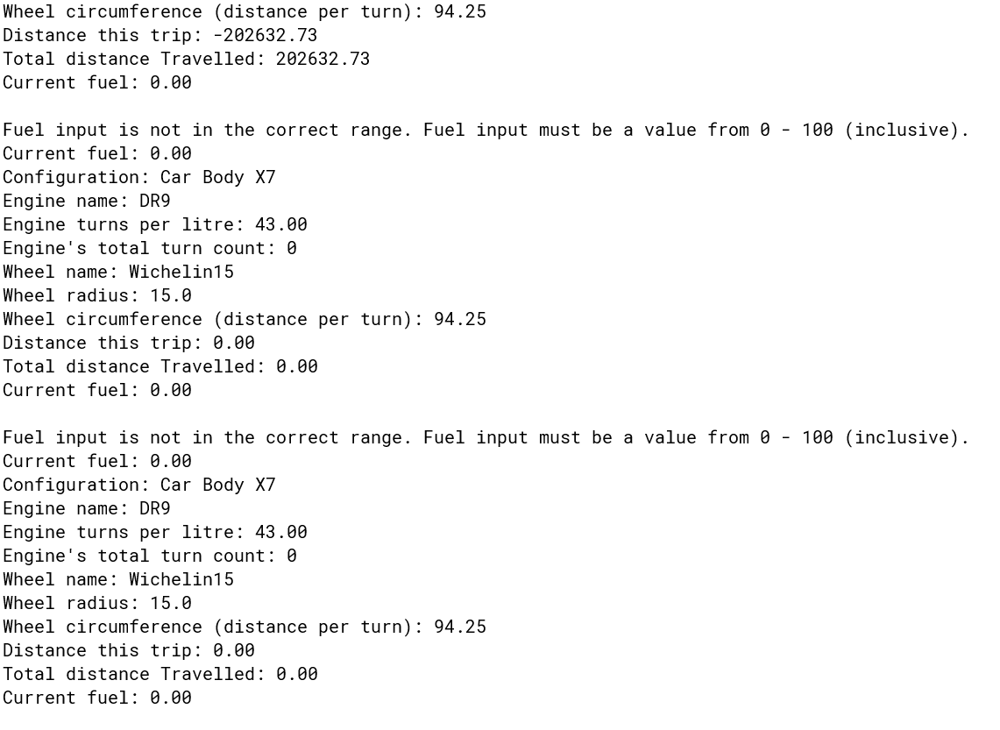 Wheel circumference (distance per turn): 94.25
Distance this trip: -202632.73
Total distance Travelled: 202632.73
Current fuel: 0.00
Fuel input is not in the correct range. Fuel input must be a value from 0 - 100 (inclusive).
Current fuel: 0.00
Configuration: Car Body X7
Engine name: DR9
Engine turns per litre: 43.00
Engine's total turn count: 0
Wheel name: Wichelin15
Wheel radius: 15.0
Wheel circumference (distance per turn): 94.25
Distance this trip: 0.00
Total distance Travelled: 0.00
Current fuel: 0.00
Fuel input is not in the correct range. Fuel input must be a value from 0 - 100 (inclusive).
Current fuel: 0.00
Configuration: Car Body X7
Engine name: DR9
Engine turns per litre: 43.00
Engine's total turn count: 0
Wheel name: Wichelin15
Wheel radius: 15.0
Wheel circumference (distance per turn): 94.25
Distance this trip: 0.00
Total distance Travelled: 0.00
Current fuel: 0.00